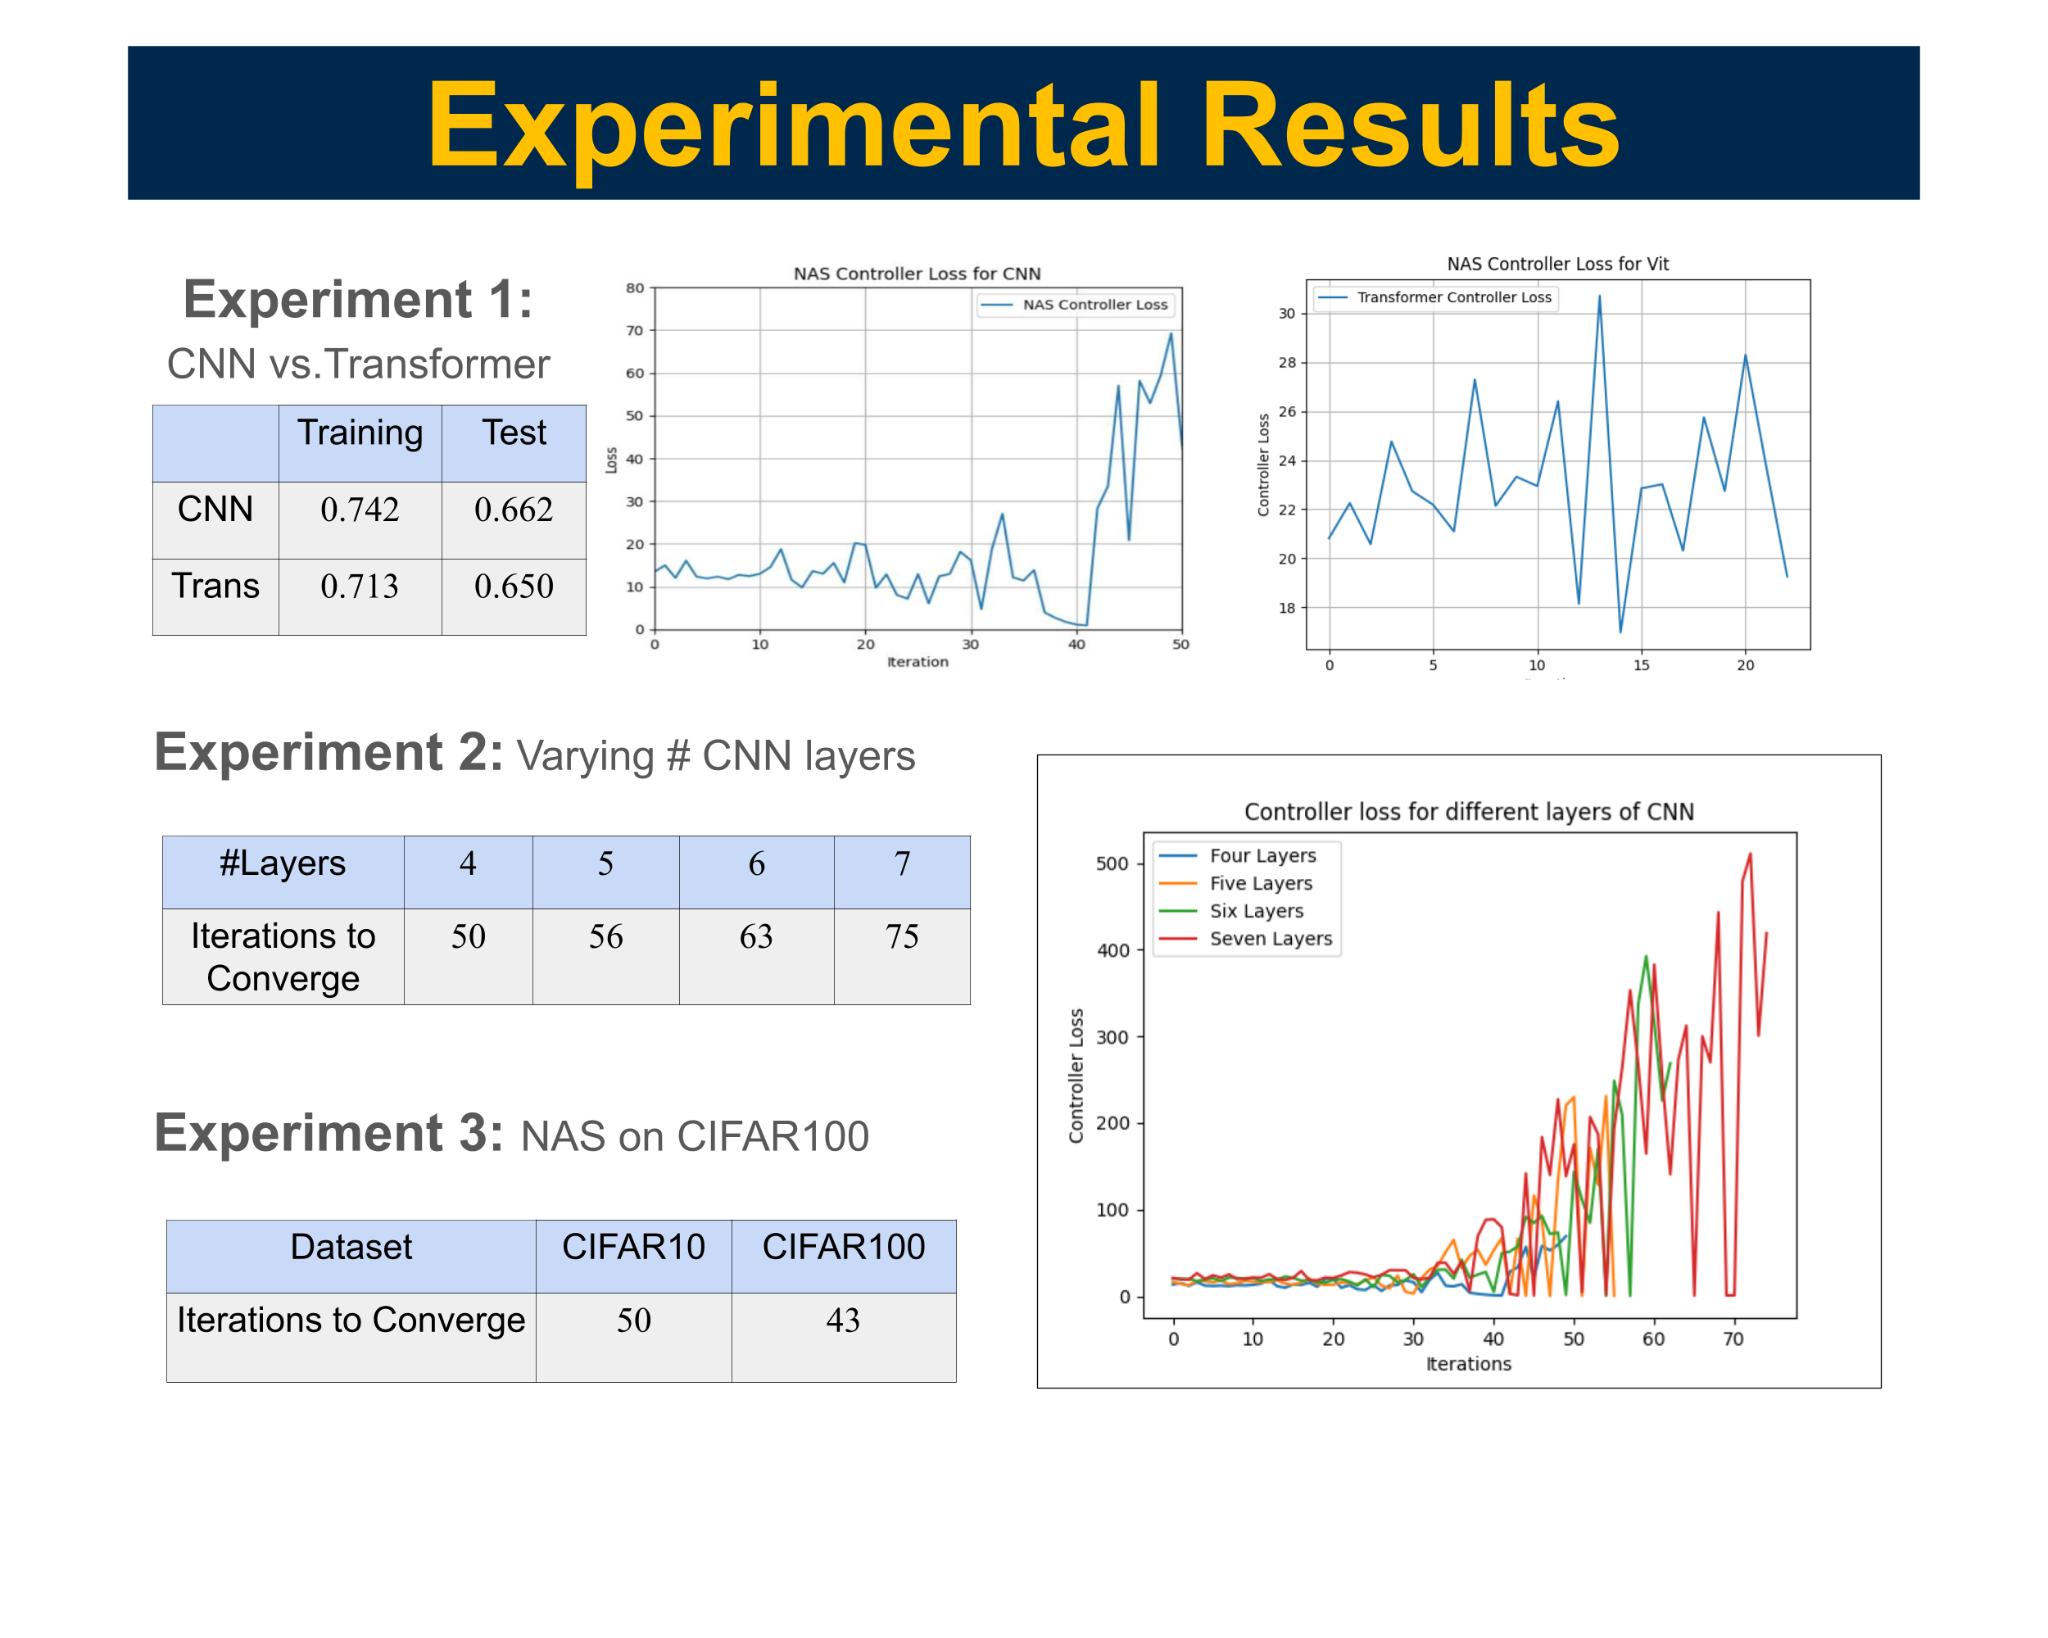 Experimental Results
Experiment 1:
CNN vs.Transformer
Training Test
CNN 0.742 0.662
Trans 0.713 0.650
NAS Controller Loss for CNN
NAS Controller Loss
80
70
60
50
40
30
20
10
0
Loss
0 10 20 30 40 50
Iteration
NAS Controller Loss for Vit
Transformer Controller Loss
30
28
26
24
22
20
18
Controller Loss
0 5 10 15 20
Experiment 2: Varying # CNN layers
#Layers 4 5 6 7
Iterations to
Converge
50 56 63 75
Controller loss for different layers of CNN
Four Layers
Five Layers
Six Layers
Seven Layers
500
400
300
200
100
0
Controller Loss
0 10 20 30 40 50 60 70
Iterations
Experiment 3: NAS on CIFAR100
Dataset CIFAR10 CIFAR100
Iterations to Converge 50 43